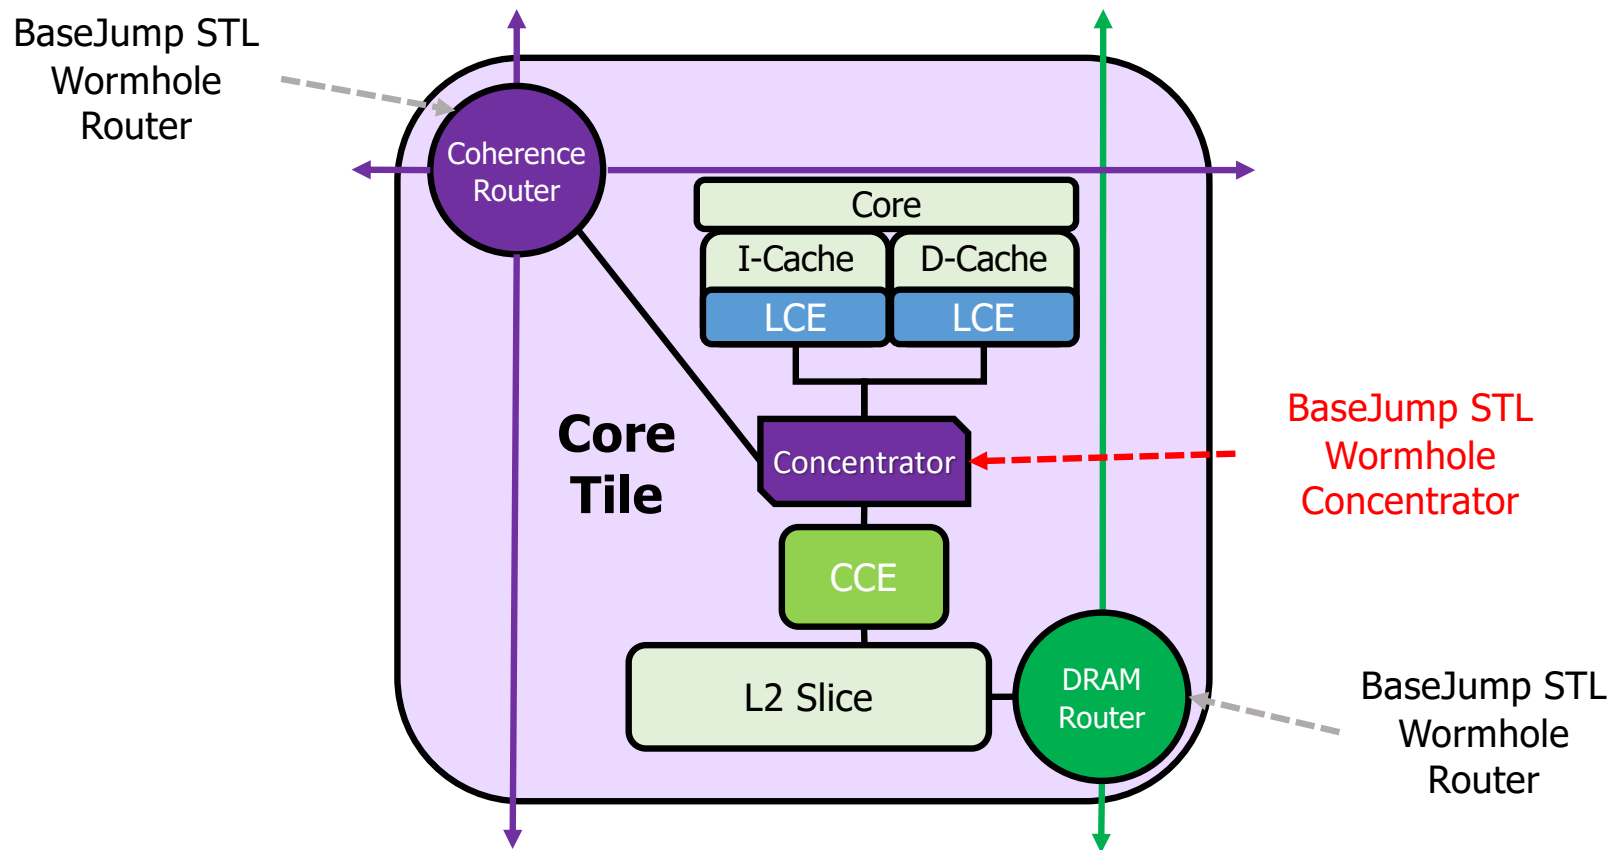 BaseJump STL
Wormhole
Router
Coherence
Router
Core
I-Cache
D-Cache
LCE
LCE
Core
Tile
Concentrator
BaseJump STL
Wormhole
Concentrator
CCE
L2 Slice
DRAM
Router
BaseJump STL
Wormhole
Router